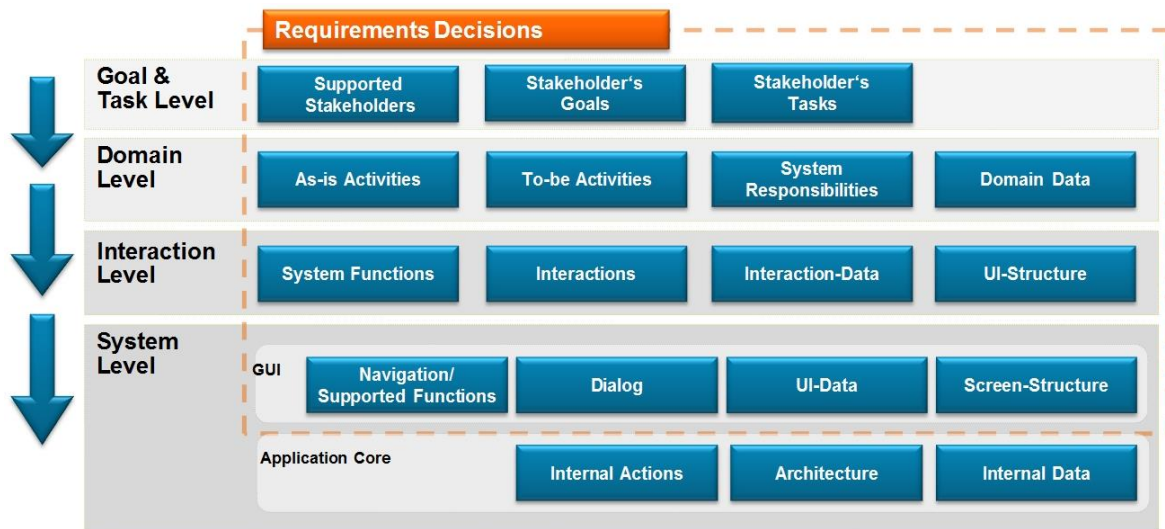 Requirements Decisions
Goal &
Task Level
Supported
Stakeholders
Stakeholder‘s
Goals
Stakeholder‘s
Tasks
Domain
Level
As-is Activities
To-be Activities
System
Responsibilities
Domain Data
Interaction
Level
System Functions
Interactions
Interaction-Data
UI-Structure
System
Level
GUI
Navigation/
Supported Functions
Dialog
UI-Data
Screen-Structure
Application Core
Internal Actions
Architecture
Internal Data